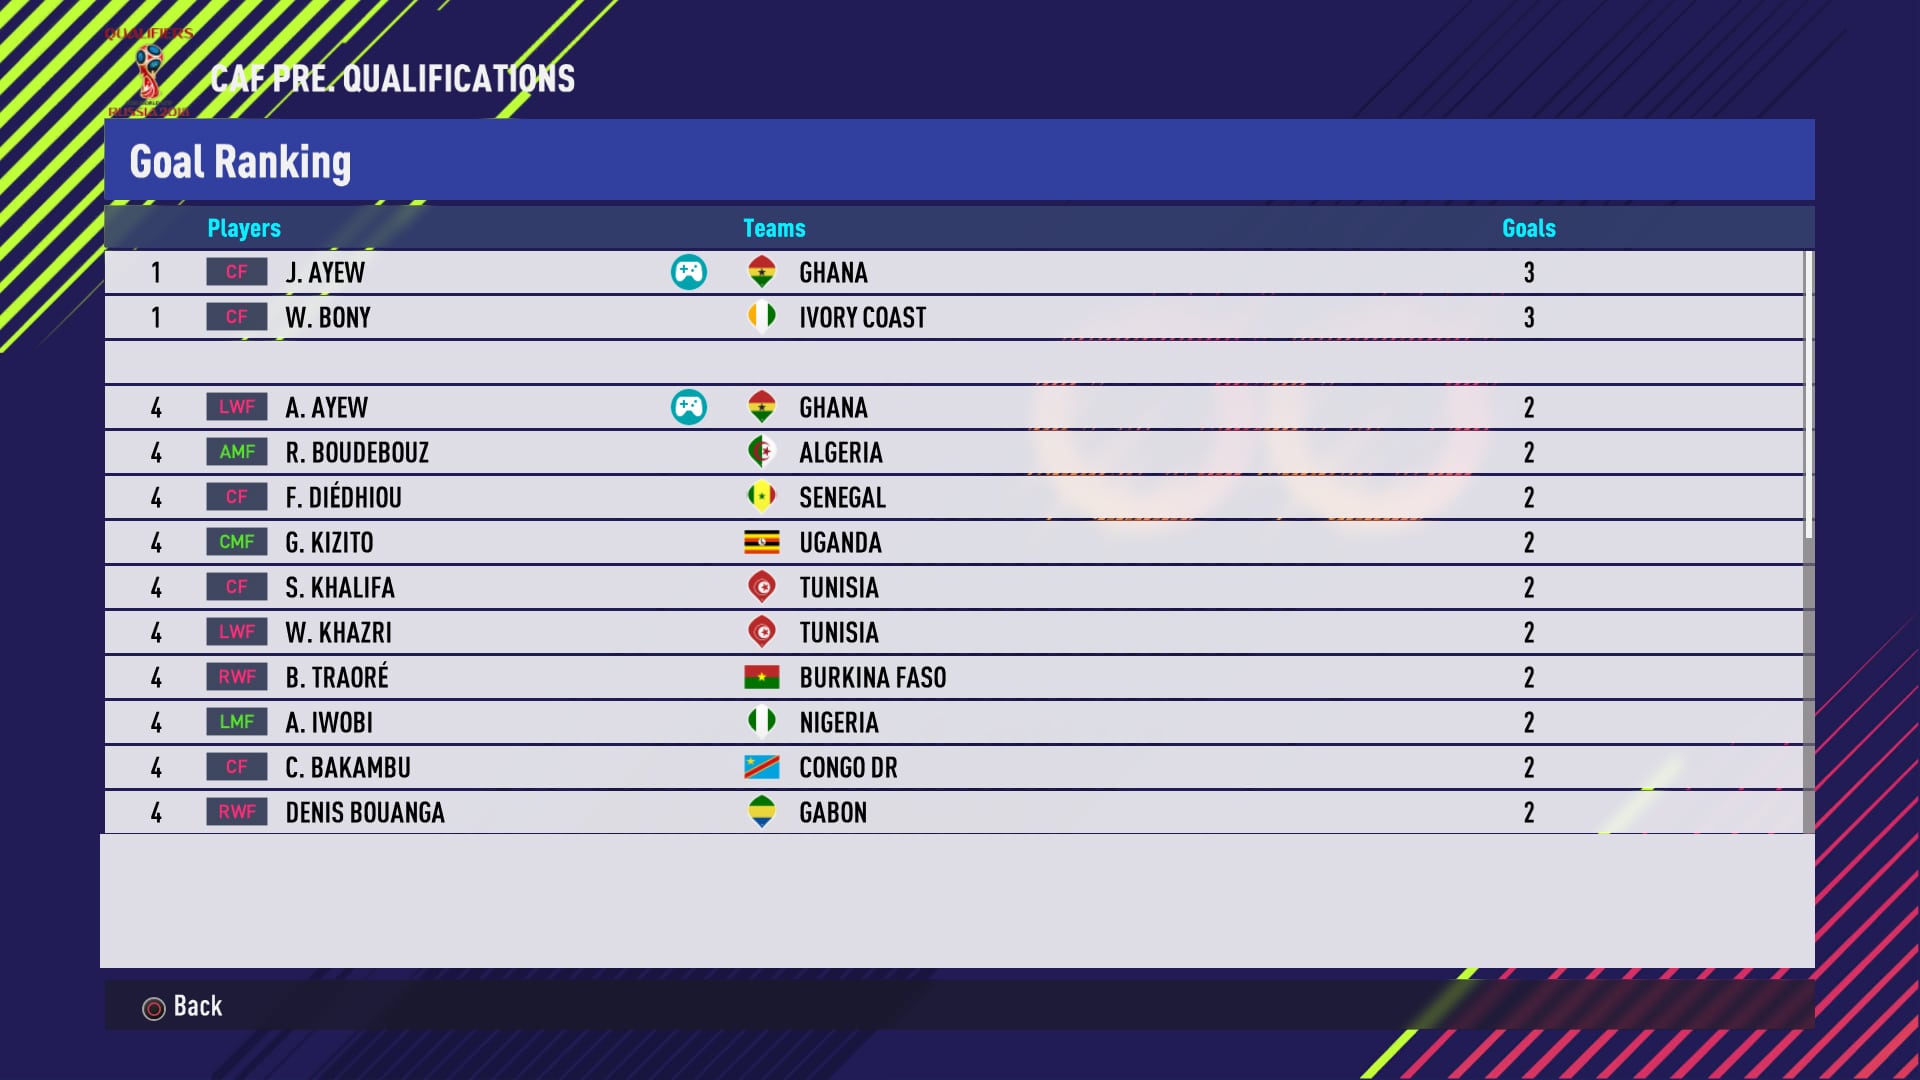 QUALIFIERS
RUSSIA 2018
CAF PRE. QUALIFICATIONS
Goal Ranking
Players Teams Goals
1 CF J. AYEW GHANA 3
1 CF W. BONY IVORY COAST 3
4 LWF A. AYEW GHANA 2
4 AMF R. BOUDEBOUZ ALGERIA 2
4 CF F. DIÉDHIOU SENEGAL 2
4 CMF G. KIZITO UGANDA 2
4 CF S. KHALIFA TUNISIA 2
4 LWF W. KHAZRI TUNISIA 2
4 RWF B. TRAORÉ BURKINA FASO 2
4 LMF A. IWOBI NIGERIA 2
4 CF C. BAKAMBU CONGO DR 2
4 RWF DENIS BOUANGA GABON 2
Back